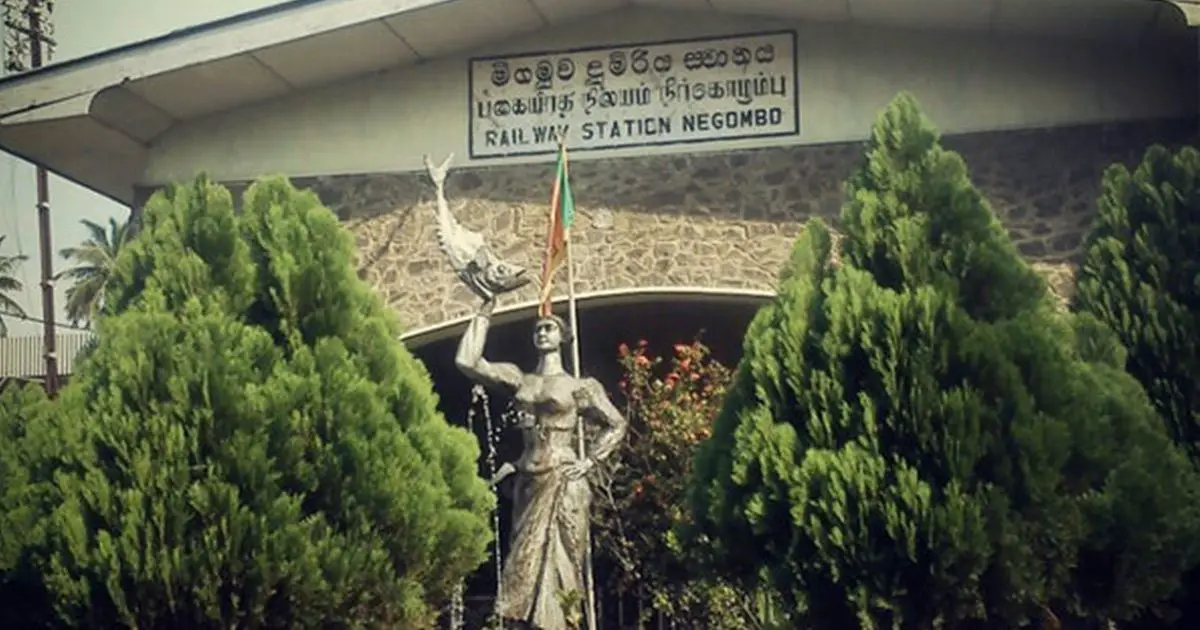 මීගමුව දුම්රිය ස්ථානය
புகையிரத நிலையம் நீர்கொழும்பு
RAILWAY STATION NEGOMBO